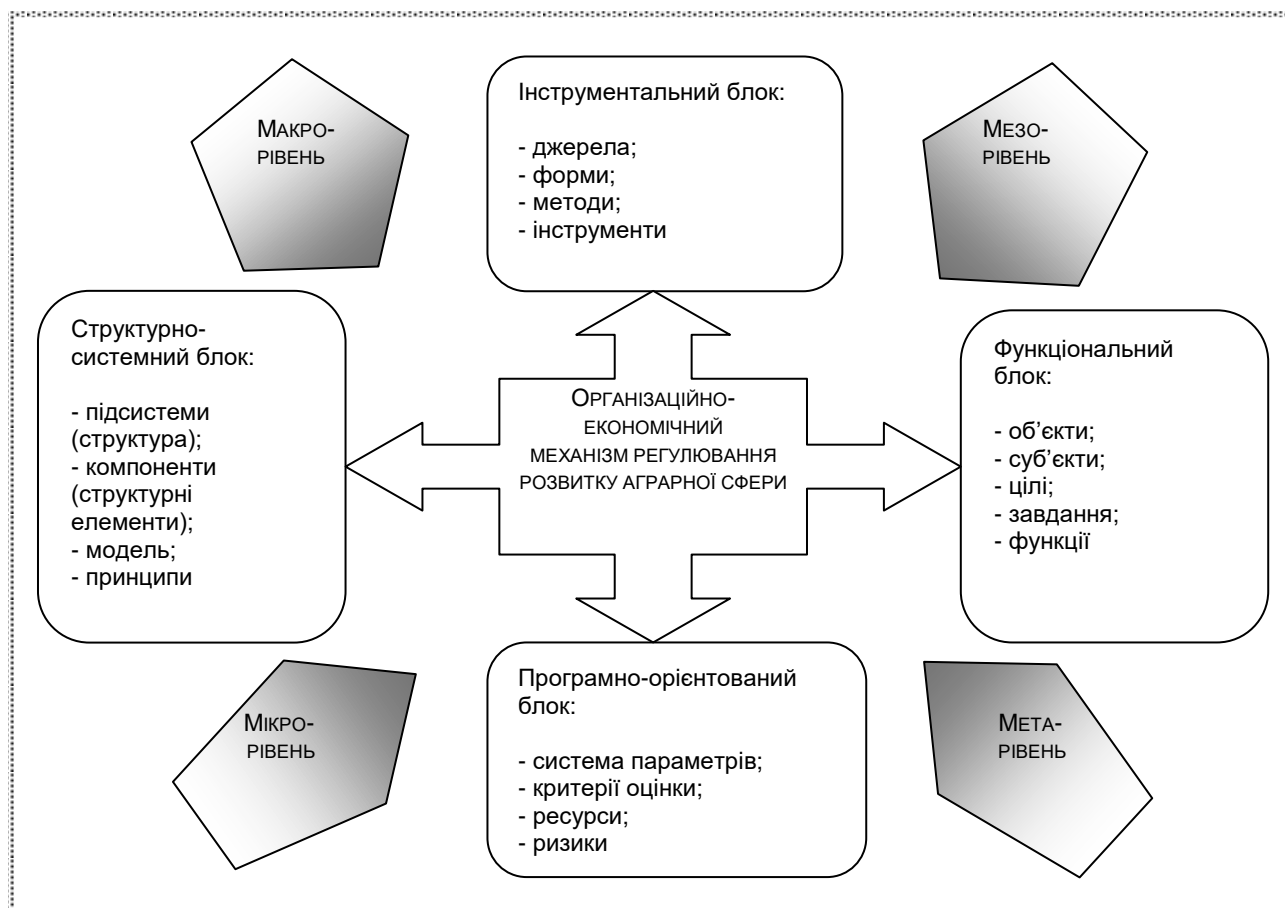 МАКРО-
РІВЕНЬ
Інструментальний блок:
- джерела;
- форми;
- методи;
- інструменти
МЕЗО-
РІВЕНЬ
Структурно-
системний блок:
- підсистеми
(структура);
- компоненти
(структурні
елементи);
- модель;
- принципи
ОРГАНІЗАЦІЙНО-
ЕКОНОМІЧНИЙ
МЕХАНІЗМ РЕГУЛЮВАННЯ
РОЗВИТКУ АГРАРНОЇ СФЕРИ
Функціональний
блок:
- об’єкти;
- суб’єкти;
- цілі;
- завдання;
- функції
МІКРО-
РІВЕНЬ
Програмно-орієнтований
блок:
- система параметрів;
- критерії оцінки;
- ресурси;
- ризики
МЕТА-
РІВЕНЬ